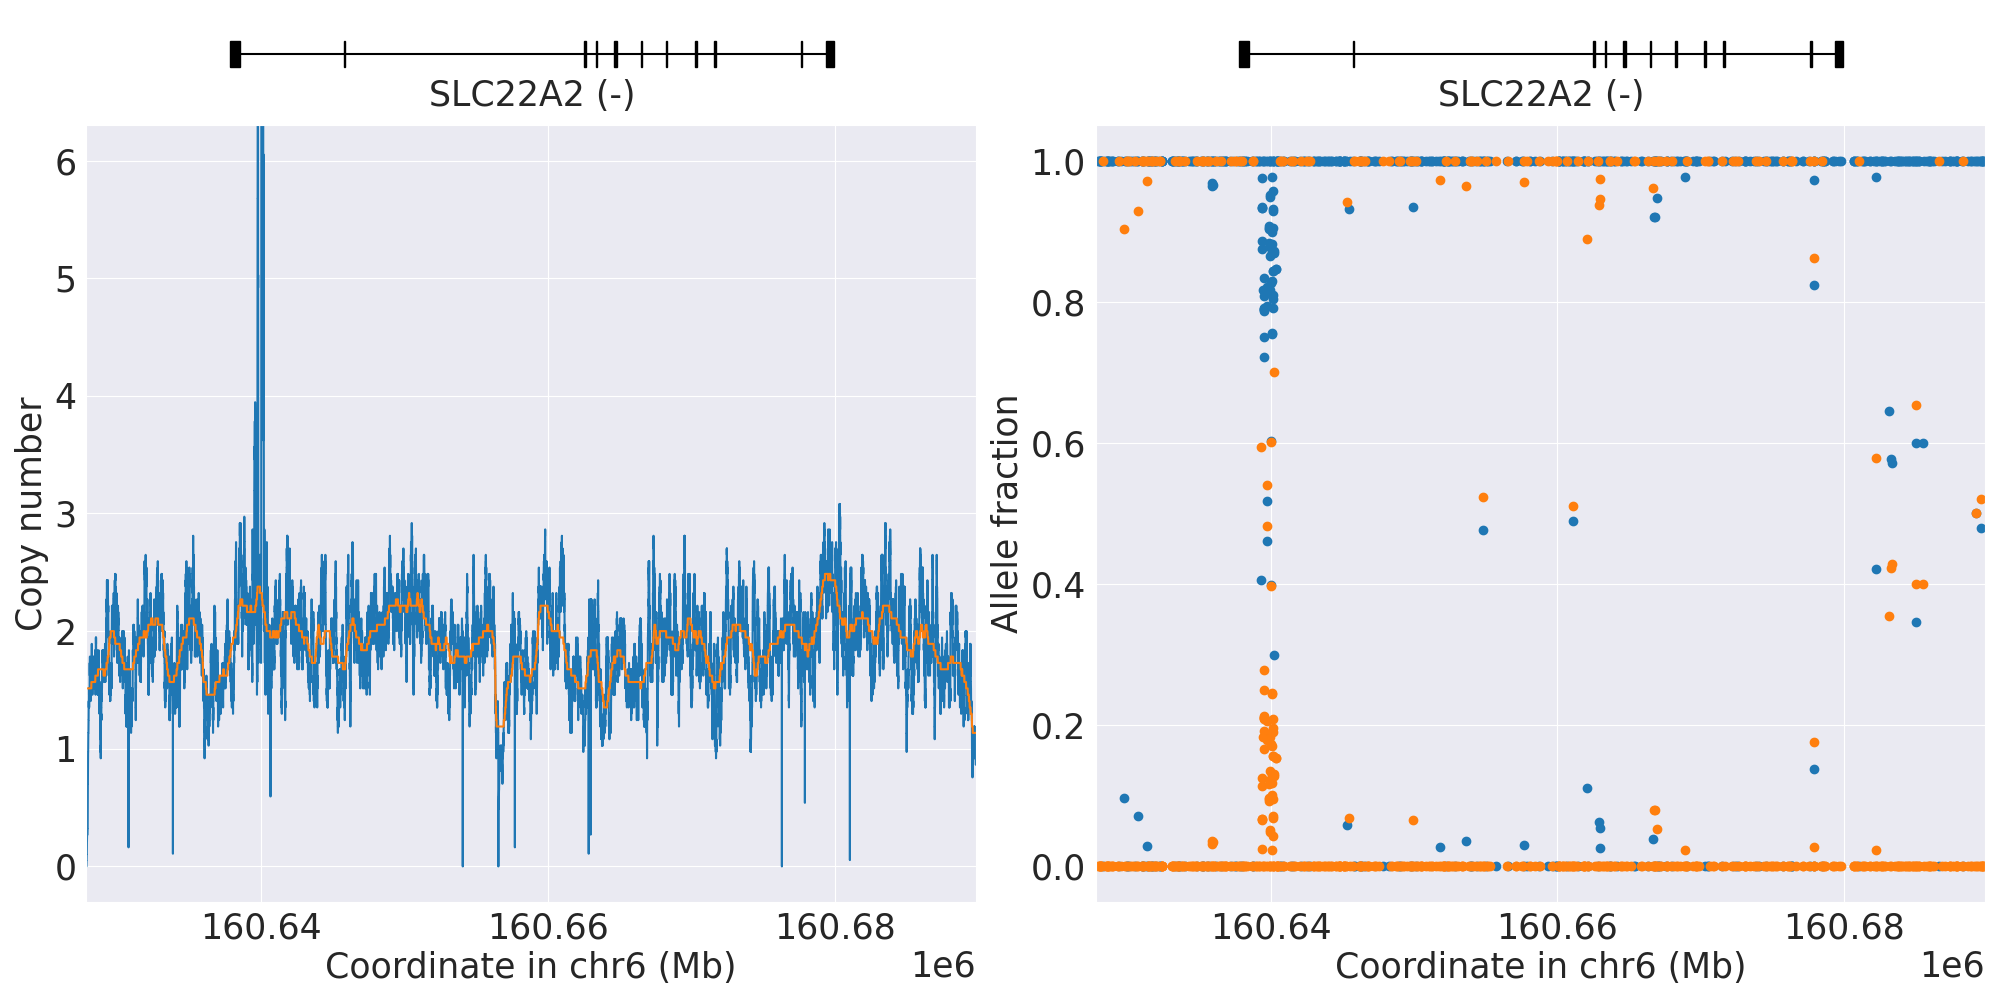 SLC22A2 (-)
6
5
4
3
2
1
0
Copy number
160.64
160.66
160.68
Coordinate in chr6 (Mb)
1e6
SLC22A2 (-)
1.0
0.8
0.6
0.4
0.2
0.0
Allele fraction
160.64
160.66
160.68
Coordinate in chr6 (Mb)
1e6